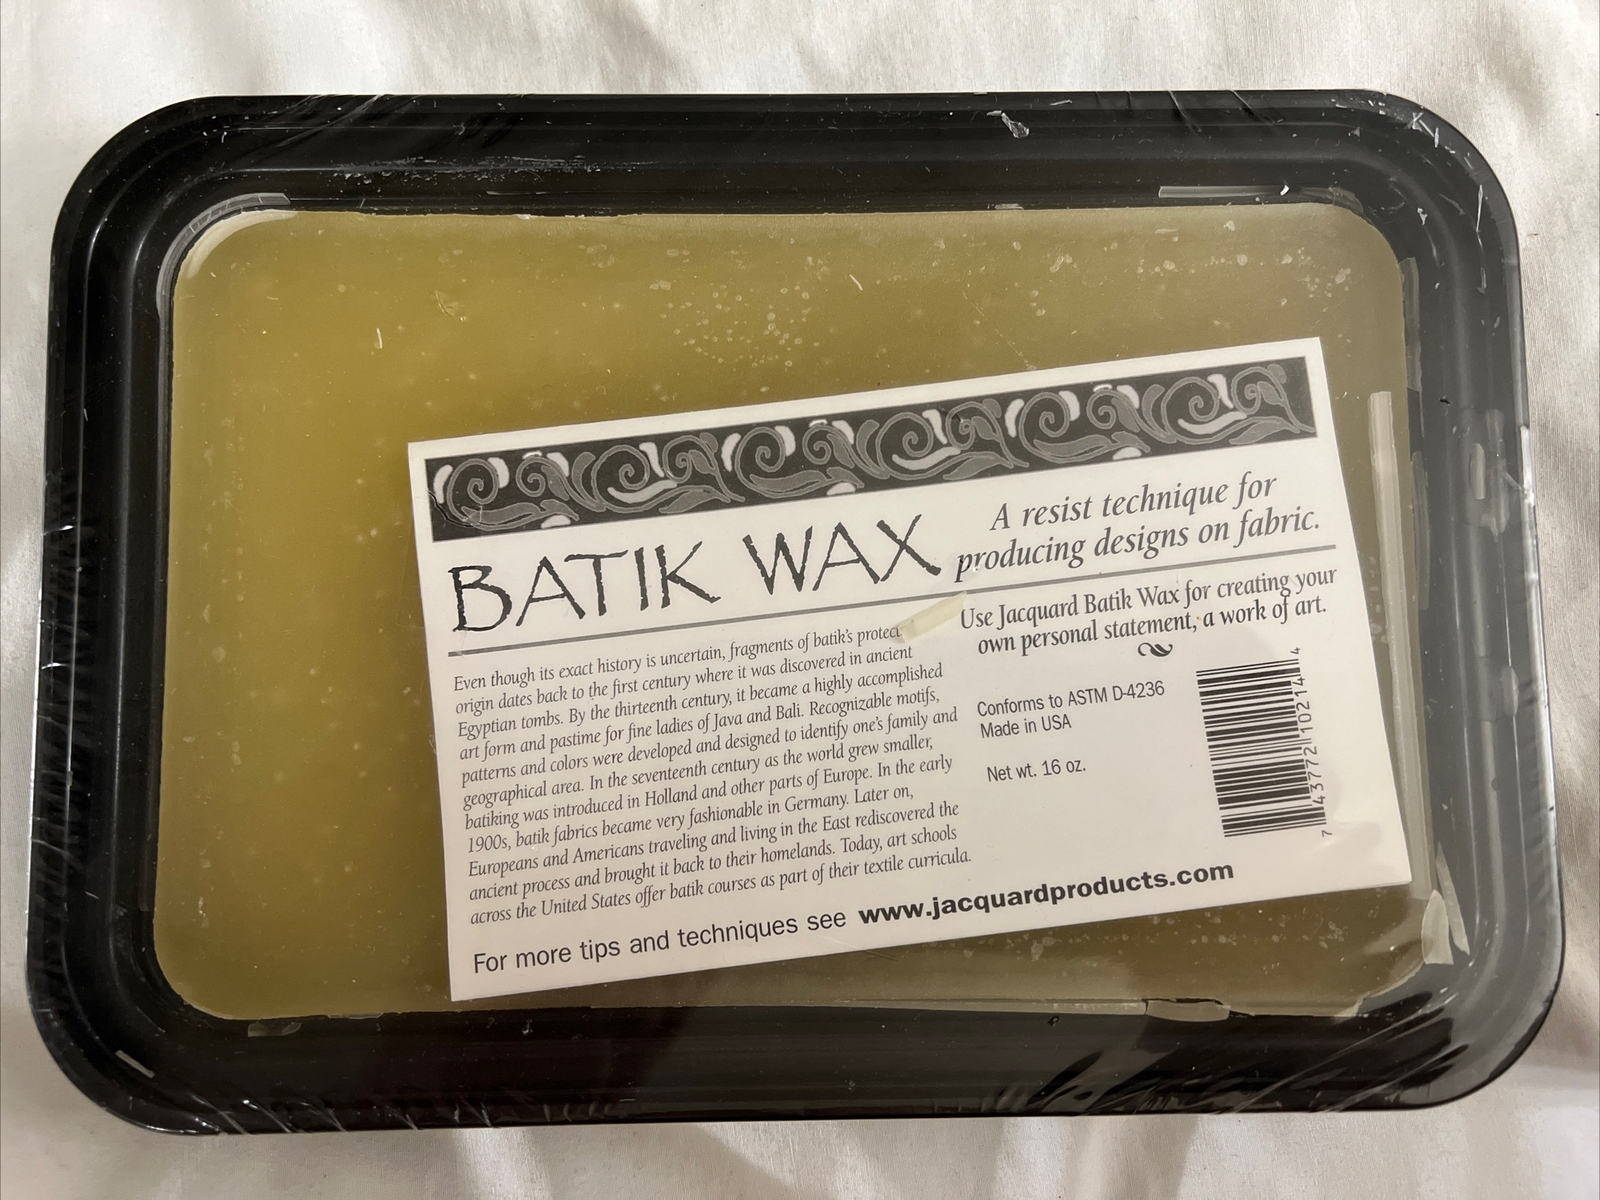 BATIK WAX
A resist technique for
producing designs on fabric.
Even though its exact history is uncertain, fragments of batik's protect
origin dates back to the first century where it was discovered in ancient
Egyptian tombs. By the thirteenth century, it became a highly accomplished
art form and pastime for fine ladies of Java and Bali. Recognizable motifs,
patterns and colors were developed and designed to identify one's family and
geographical area. In the seventeenth century as the world grew smaller,
batiking was introduced in Holland and other parts of Europe. In the early
1900s, batik fabrics became very fashionable in Germany. Later on,
Europeans and Americans traveling and living in the East rediscovered the
ancient process and brought it back to their homelands. Today, art schools
across the United States offer batik courses as part of their textile curricula.
Use Jacquard Batik Wax for creating your
own personal statement, a work of art.
Conforms to ASTM D-4236
Made in USA
Net wt. 16 oz.
7 43772 10214 4
For more tips and techniques see www.jacquardproducts.com